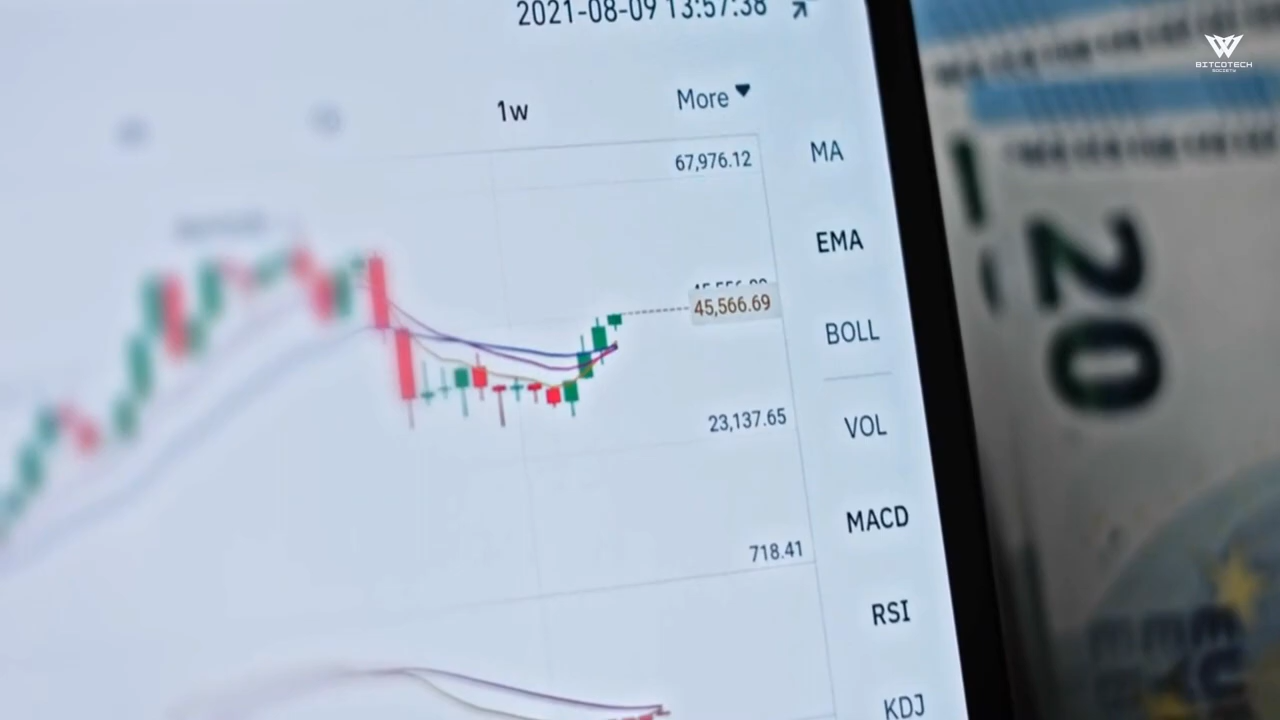 2021-08-09 13:57:38
BITCOTECH
SOCIETY
1w
More
67,976.12
MA
EMA
45,566.69
BOLL
23,137.65
VOL
MACD
718.41
RSI
KDJ
20